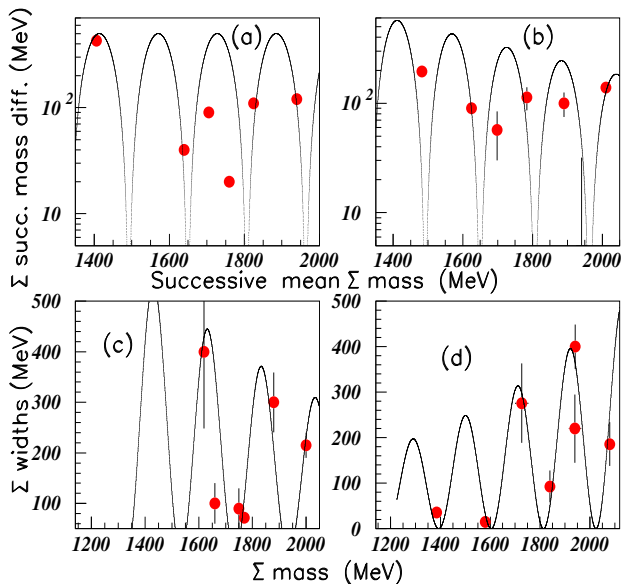 Σ succ. mass diff. (MeV)
(a)
(b)
10²
10²
10
10
1400 1600 1800 2000
1400 1600 1800 2000
Successive mean Σ mass (MeV)
Σ widths (MeV)
500
400
300
200
100
(c)
500
400
300
200
100
0
(d)
1200 1400 1600 1800 2000
1200 1400 1600 1800 2000
Σ mass (MeV)